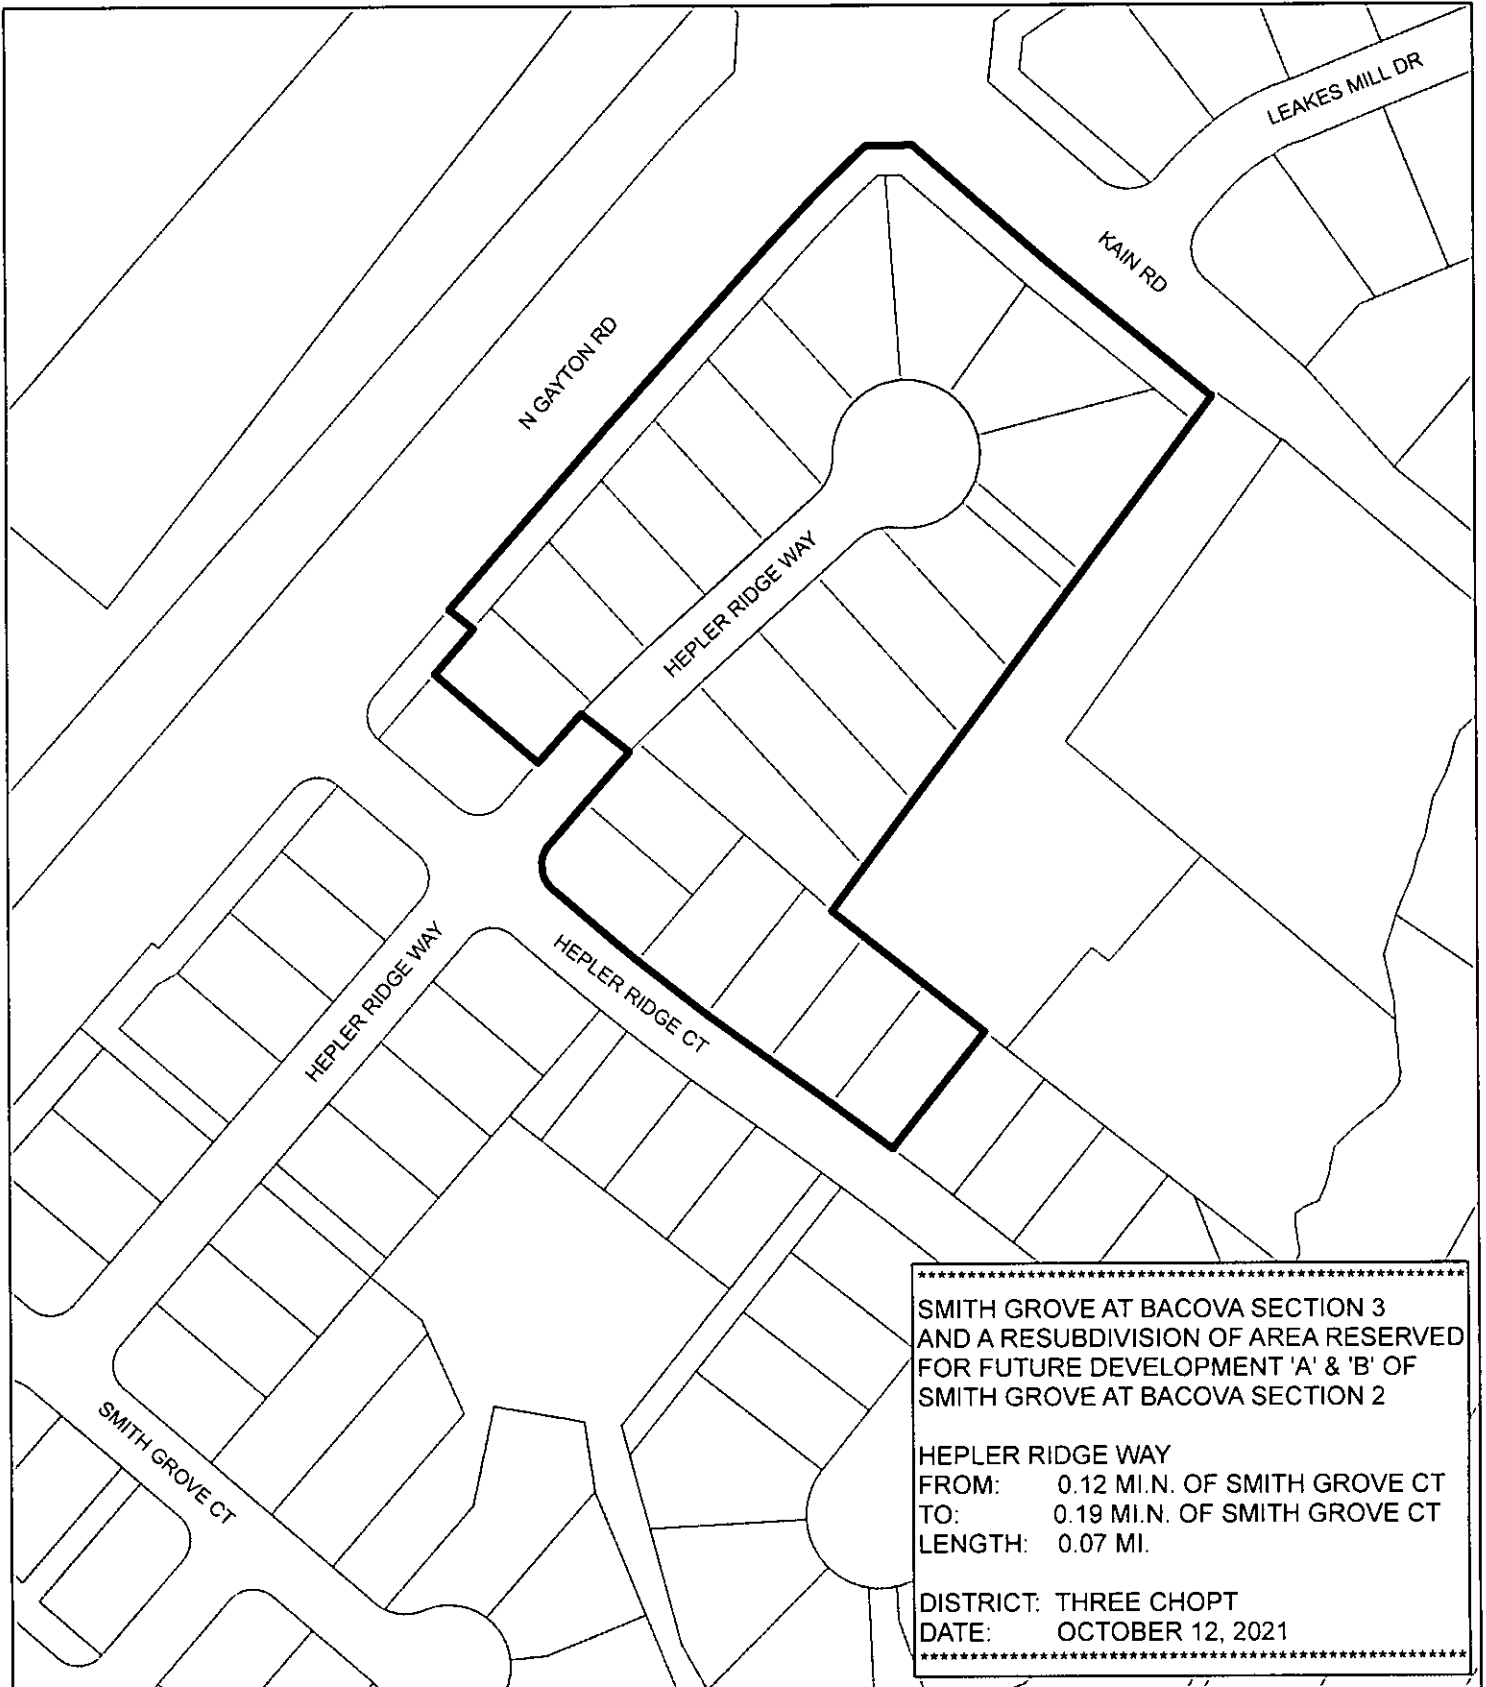 LEAKES MILL DR
KAIN RD
N GAYTON RD
HEPLER RIDGE WAY
HEPLER RIDGE WAY
HEPLER RIDGE CT
SMITH GROVE CT
SMITH GROVE AT BACOVA SECTION 3
AND A RESUBDIVISION OF AREA RESERVED
FOR FUTURE DEVELOPMENT 'A' & 'B' OF
SMITH GROVE AT BACOVA SECTION 2
HEPLER RIDGE WAY
FROM: 0.12 MI.N. OF SMITH GROVE CT
TO: 0.19 MI.N. OF SMITH GROVE CT
LENGTH: 0.07 MI.
DISTRICT: THREE CHOPT
DATE: OCTOBER 12, 2021